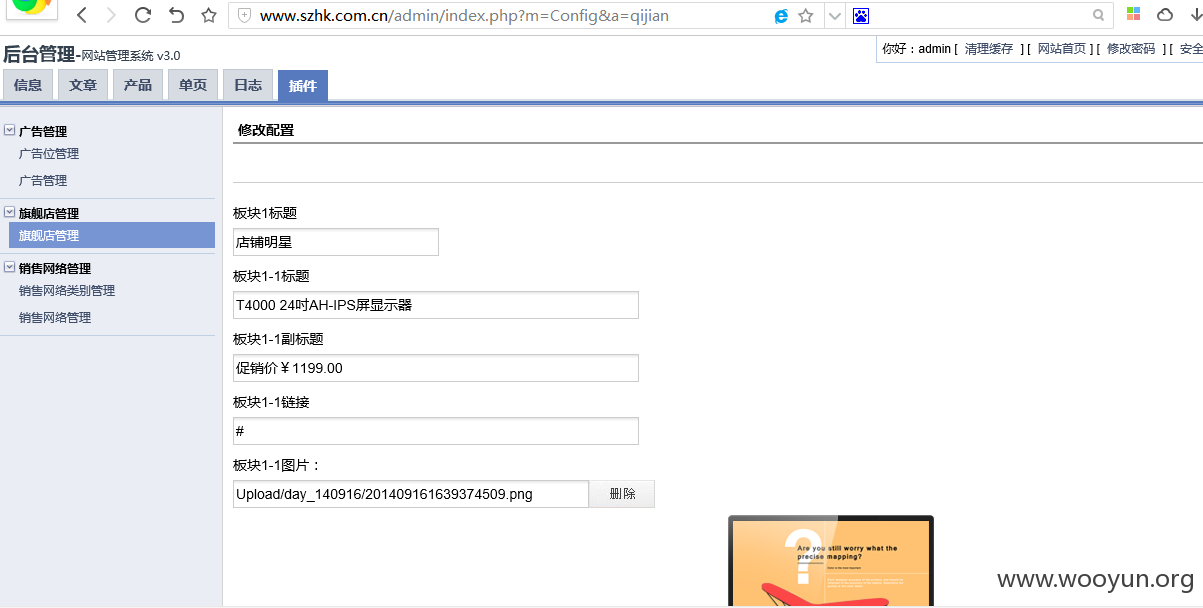 www.szhk.com.cn/admin/index.php?m=Config&a=qijian
后台管理-网站管理系统 v3.0
你好：admin [ 清理缓存 ] [ 网站首页 ] [ 修改密码 ] [ 安全
信息 文章 产品 单页 日志 插件
广告管理
广告位管理
广告管理
旗舰店管理
旗舰店管理
销售网络管理
销售网络类别管理
销售网络管理
修改配置
板块1标题
店铺明星
板块1-1标题
T4000 24吋AH-IPS屏显示器
板块1-1副标题
促销价￥1199.00
板块1-1链接
#
板块1-1图片：
Upload/day_140916/201409161639374509.png 删除
?
Are you still worry what the
precise mapping?
www.wooyun.org